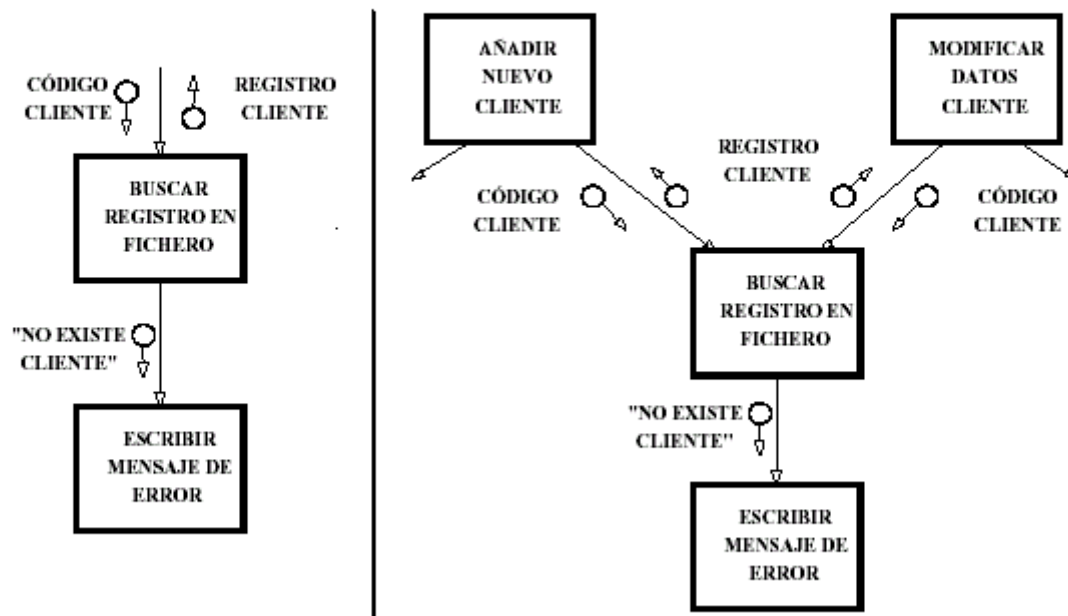 CÓDIGO
CLIENTE
REGISTRO
CLIENTE
BUSCAR
REGISTRO EN
FICHERO
"NO EXISTE
CLIENTE"
ESCRIBIR
MENSAJE DE
ERROR
AÑADIR
NUEVO
CLIENTE
MODIFICAR
DATOS
CLIENTE
REGISTRO
CLIENTE
CÓDIGO
CLIENTE
CÓDIGO
CLIENTE
BUSCAR
REGISTRO EN
FICHERO
"NO EXISTE
CLIENTE"
ESCRIBIR
MENSAJE DE
ERROR